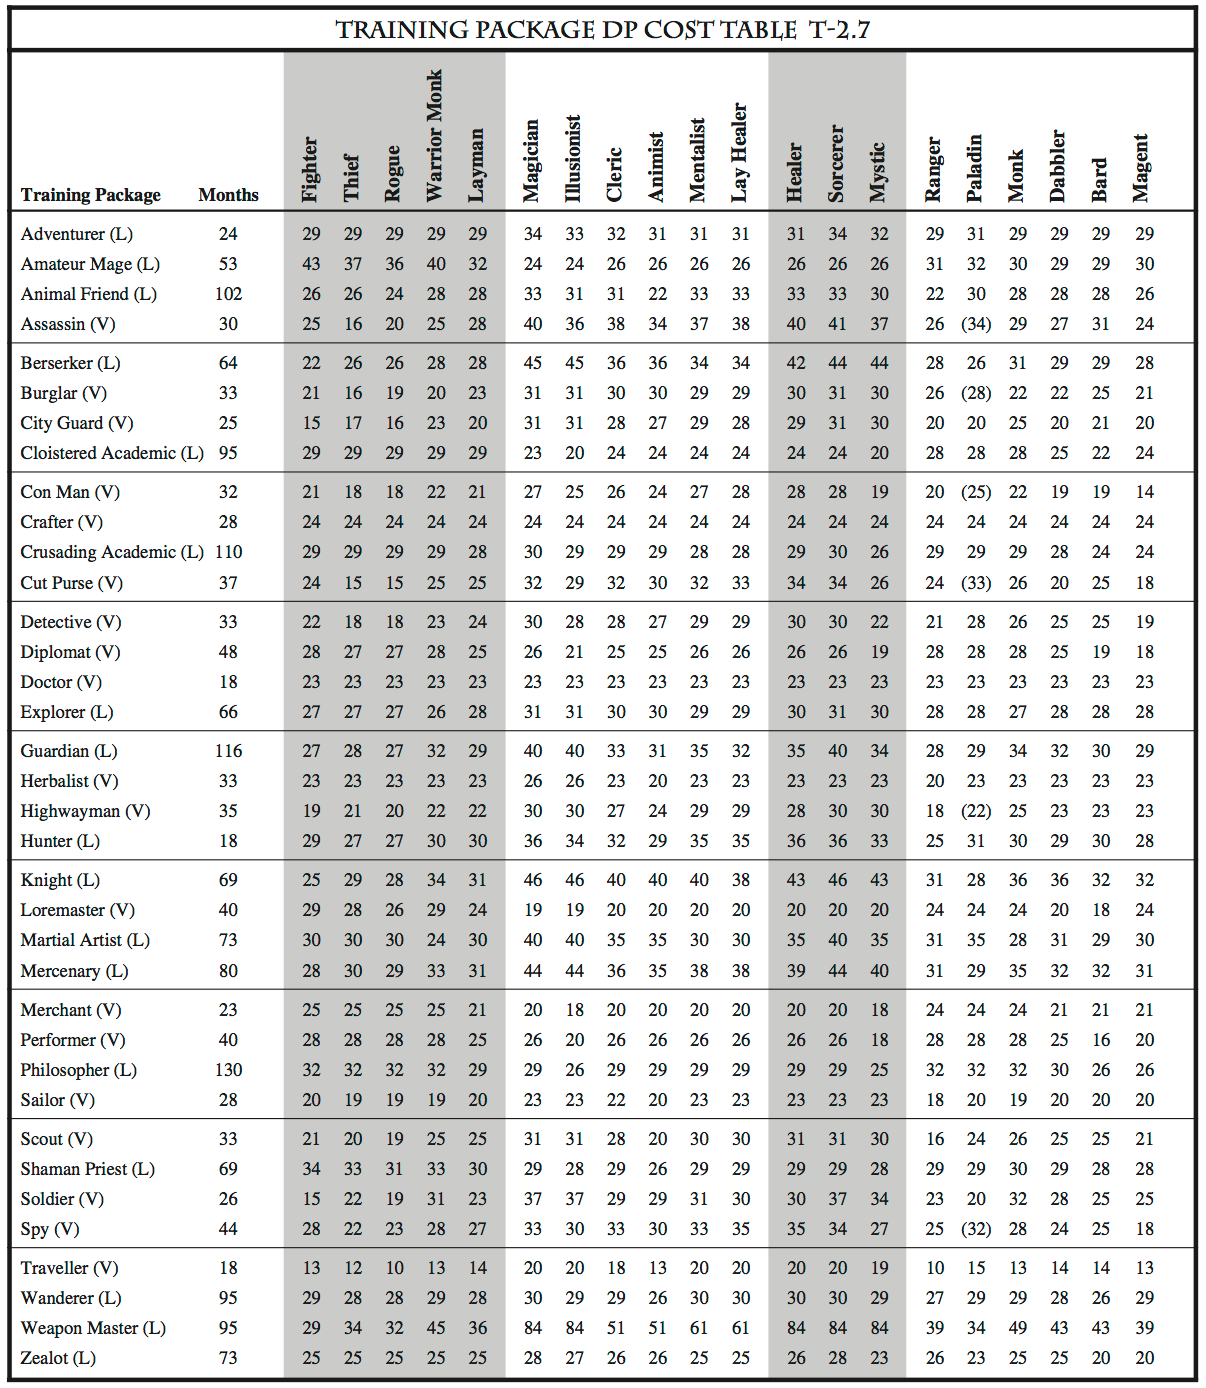 TRAINING PACKAGE DP COST TABLE T-2.7
Training Package Months Fighter Thief Rogue Warrior Monk Layman Magician Illusionist Cleric Animist Mentalist Lay Healer Healer Sorcerer Mystic Ranger Paladin Monk Dabbler Bard Magent
Adventurer (L) 24 29 29 29 29 29 34 33 32 31 31 31 31 34 32 29 31 29 29 29 29
Amateur Mage (L) 53 43 37 36 40 32 24 24 26 26 26 26 26 26 26 31 32 30 29 29 30
Animal Friend (L) 102 26 26 24 28 28 33 31 31 22 33 33 33 33 30 22 30 28 28 28 26
Assassin (V) 30 25 16 20 25 28 40 36 38 34 37 38 40 41 37 26 (34) 29 27 31 24
Berserker (L) 64 22 26 26 28 28 45 45 36 36 34 34 42 44 44 28 26 31 29 29 28
Burglar (V) 33 21 16 19 20 23 31 31 30 30 29 29 30 31 30 26 (28) 22 22 25 21
City Guard (V) 25 15 17 16 23 20 31 31 28 27 29 28 29 31 30 20 20 25 20 21 20
Cloistered Academic (L) 95 29 29 29 29 29 23 20 24 24 24 24 24 24 20 28 28 28 25 22 24
Con Man (V) 32 21 18 18 22 21 27 25 26 24 27 28 28 28 19 20 (25) 22 19 19 14
Crafter (V) 28 24 24 24 24 24 24 24 24 24 24 24 24 24 24 24 24 24 24 24 24
Crusading Academic (L) 110 29 29 29 29 28 30 29 29 29 28 28 29 30 26 29 29 29 28 24 24
Cut Purse (V) 37 24 15 15 25 25 32 29 32 30 32 33 34 34 26 24 (33) 26 20 25 18
Detective (V) 33 22 18 18 23 24 30 28 28 27 29 29 30 30 22 21 28 26 25 25 19
Diplomat (V) 48 28 27 27 28 25 26 21 25 25 26 26 26 26 19 28 28 28 25 19 18
Doctor (V) 18 23 23 23 23 23 23 23 23 23 23 23 23 23 23 23 23 23 23 23 23
Explorer (L) 66 27 27 27 26 28 31 31 30 30 29 29 30 31 30 28 28 27 28 28 28
Guardian (L) 116 27 28 27 32 29 40 40 33 31 35 32 35 40 34 28 29 34 32 30 29
Herbalist (V) 33 23 23 23 23 23 26 26 23 20 23 23 23 23 23 20 23 23 23 23 23
Highwayman (V) 35 19 21 20 22 22 30 30 27 24 29 29 28 30 30 18 (22) 25 23 23 23
Hunter (L) 18 29 27 27 30 30 36 34 32 29 35 35 36 36 33 25 31 30 29 30 28
Knight (L) 69 25 29 28 34 31 46 46 40 40 40 38 43 46 43 31 28 36 36 32 32
Loremaster (V) 40 29 28 26 29 24 19 19 20 20 20 20 20 20 20 24 24 24 20 18 24
Martial Artist (L) 73 30 30 30 24 30 40 40 35 35 30 30 35 40 35 31 35 28 31 29 30
Mercenary (L) 80 28 30 29 33 31 44 44 36 35 38 38 39 44 40 31 29 35 32 32 31
Merchant (V) 23 25 25 25 25 21 20 18 20 20 20 20 20 20 18 24 24 24 21 21 21
Performer (V) 40 28 28 28 28 25 26 20 26 26 26 26 26 26 18 28 28 28 25 16 20
Philosopher (L) 130 32 32 32 32 29 29 26 29 29 29 29 29 29 25 32 32 32 30 26 26
Sailor (V) 28 20 19 19 19 20 23 23 22 20 23 23 23 23 23 18 20 19 20 20 20
Scout (V) 33 21 20 19 25 25 31 31 28 20 30 30 31 31 30 16 24 26 25 25 21
Shaman Priest (L) 69 34 33 31 33 30 29 28 29 26 29 29 29 29 28 29 29 30 29 28 28
Soldier (V) 26 15 22 19 31 23 37 37 29 29 31 30 30 37 34 23 20 32 28 25 25
Spy (V) 44 28 22 23 28 27 33 30 33 30 33 35 35 34 27 25 (32) 28 24 25 18
Traveller (V) 18 13 12 10 13 14 20 20 18 13 20 20 20 20 19 10 15 13 14 14 13
Wanderer (L) 95 29 28 28 29 28 30 29 29 26 30 30 30 30 29 27 29 29 28 26 29
Weapon Master (L) 95 29 34 32 45 36 84 84 51 51 61 61 84 84 84 39 34 49 43 43 39
Zealot (L) 73 25 25 25 25 25 28 27 26 26 25 25 26 28 23 26 23 25 25 20 20